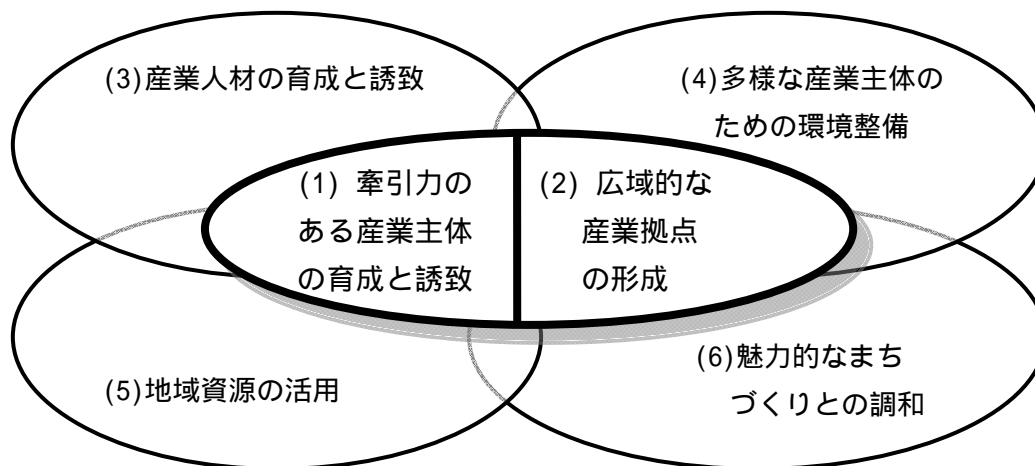 (3)産業人材の育成と誘致
(4)多様な産業主体の
ための環境整備
(1) 牽引力の
ある産業主体
の育成と誘致
(2) 広域的な
産業拠点
の形成
(5)地域資源の活用
(6)魅力的なまち
づくりとの調和